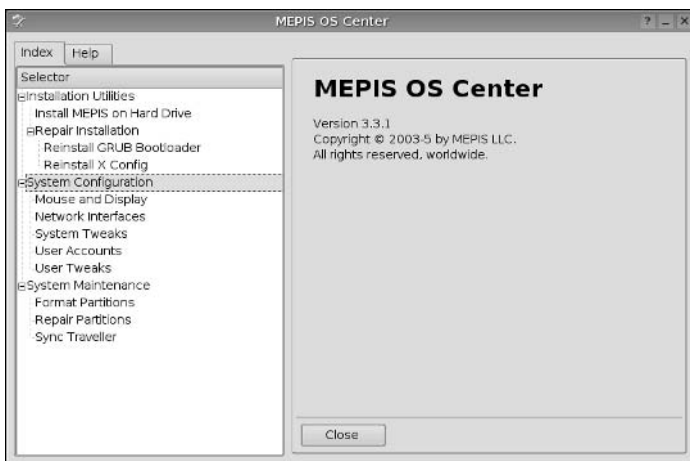 MEPIS OS Center
Index Help
Selector
Installation Utilities
Install MEPIS on Hard Drive
Repair Installation
Reinstall GRUB Bootloader
Reinstall X Config
System Configuration
Mouse and Display
Network Interfaces
System Tweaks
User Accounts
User Tweaks
System Maintenance
Format Partitions
Repair Partitions
Sync Traveller
MEPIS OS Center
Version 3.3.1
Copyright © 2003-5 by MEPIS LLC.
All rights reserved, worldwide.
Close